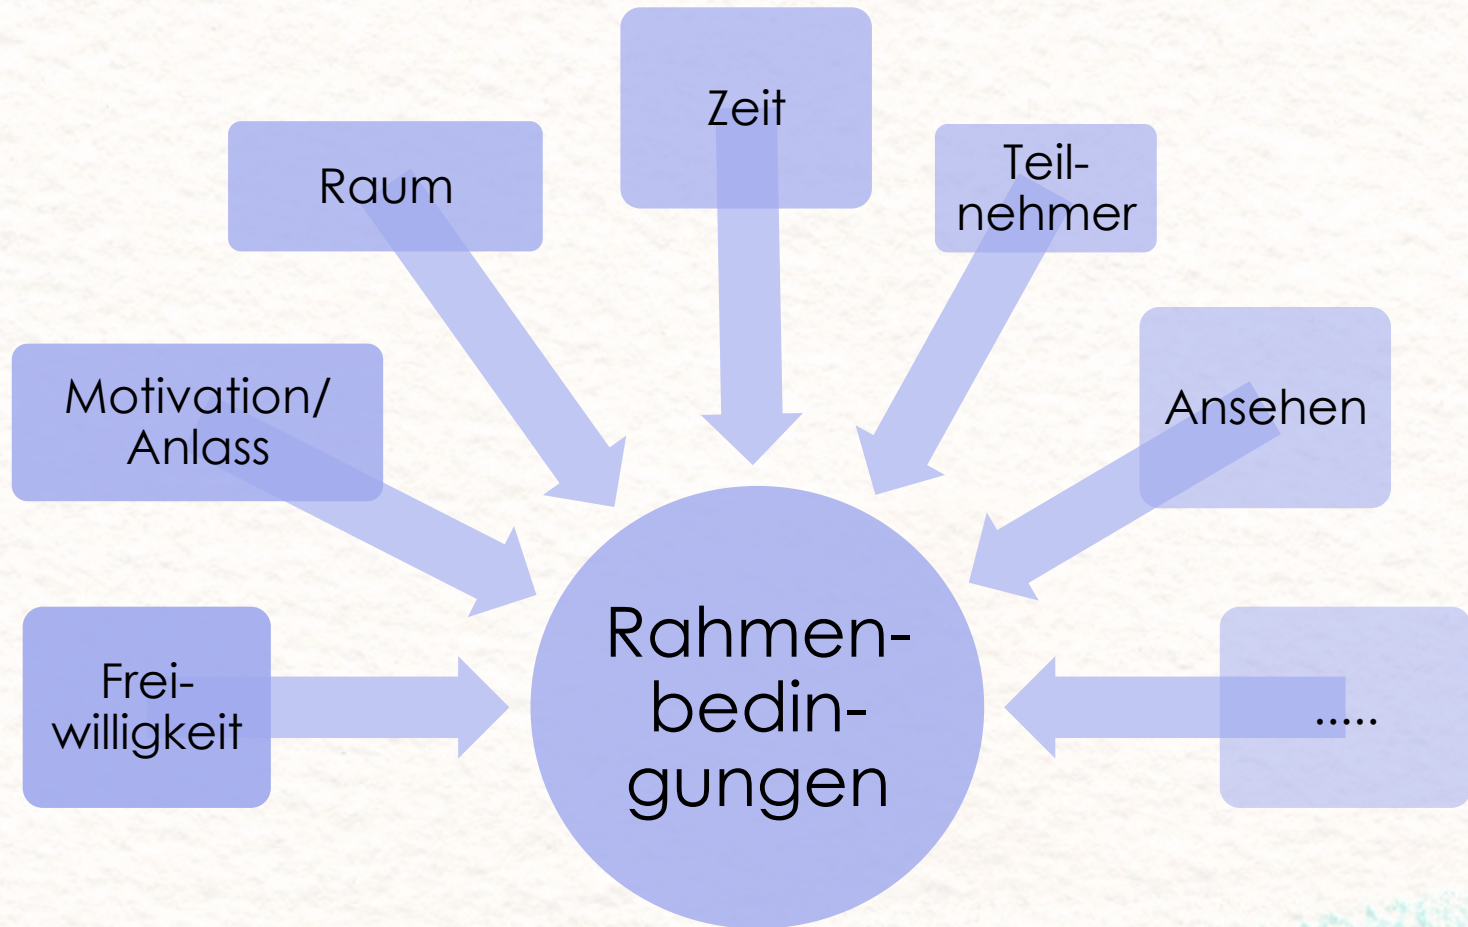 Zeit
Raum
Teil-
nehmer
Motivation/
Anlass
Ansehen
Rahmen-
bedin-
gungen
Frei-
willigkeit
.....